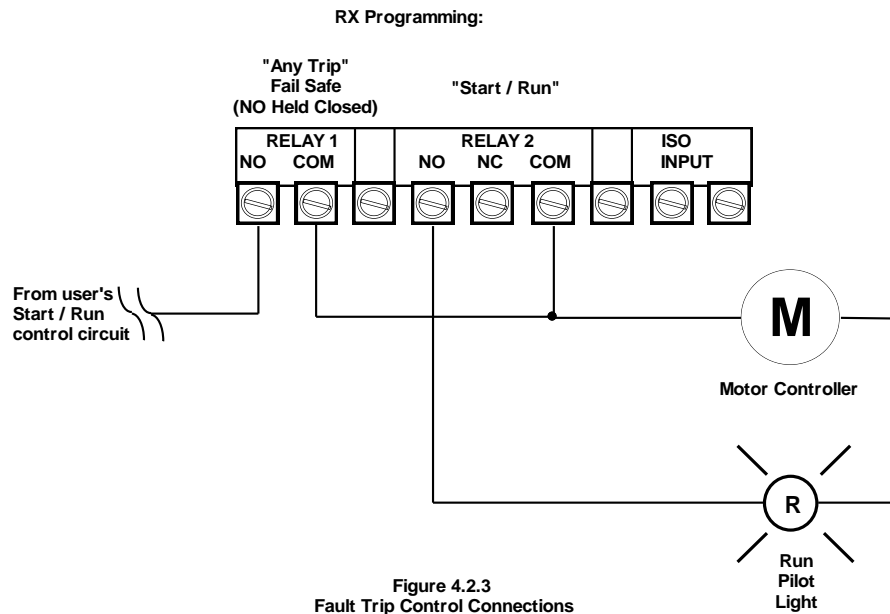 RX Programming:
"Any Trip"
Fail Safe
(NO Held Closed)
"Start / Run"
RELAY 1
NO COM
RELAY 2
NO NC COM
ISO
INPUT
From user's
Start / Run
control circuit
M
Motor Controller
R
Run
Pilot
Light
Figure 4.2.3
Fault Trip Control Connections